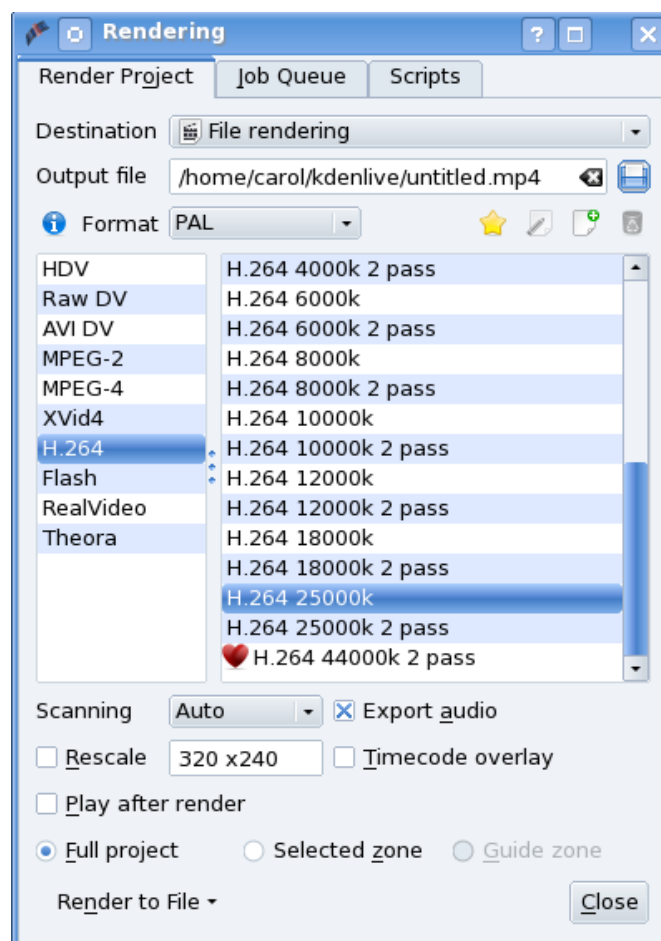 Rendering
Render Project Job Queue Scripts
Destination File rendering
Output file /home/carol/kdenlive/untitled.mp4
Format PAL
HDV
Raw DV
AVI DV
MPEG-2
MPEG-4
XVid4
H.264
Flash
RealVideo
Theora
H.264 4000k 2 pass
H.264 6000k
H.264 6000k 2 pass
H.264 8000k
H.264 8000k 2 pass
H.264 10000k
H.264 10000k 2 pass
H.264 12000k
H.264 12000k 2 pass
H.264 18000k
H.264 18000k 2 pass
H.264 25000k
H.264 25000k 2 pass
H.264 44000k 2 pass
Scanning Auto Export audio
Rescale 320 x240 Timecode overlay
Play after render
Full project Selected zone Guide zone
Render to File Close